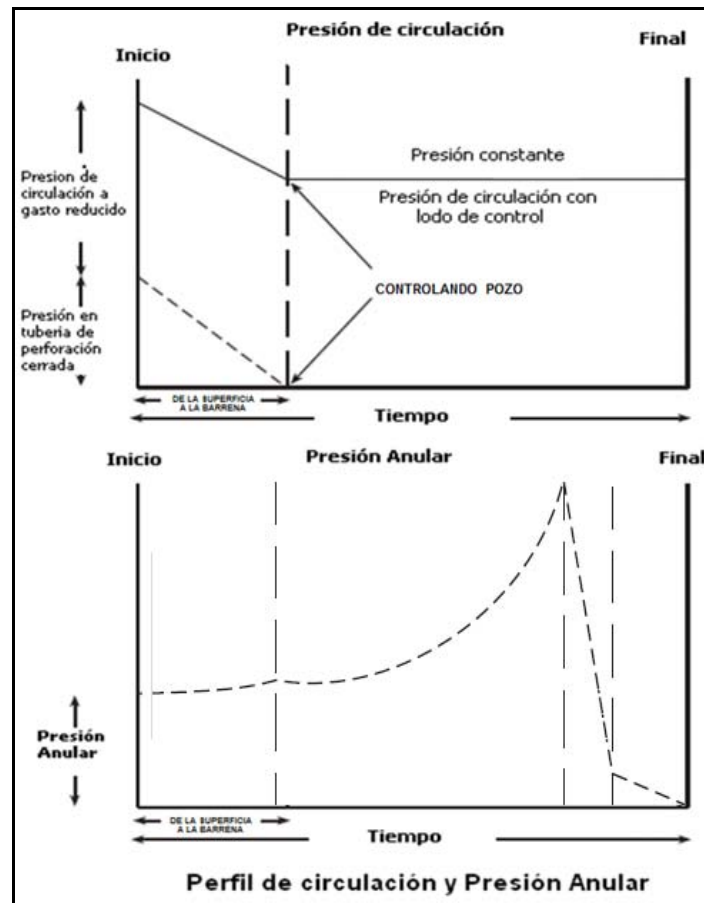 Presión de circulación
Inicio
Final
Presion de
circulación a
gasto reducido
Presión constante
Presión de circulación con
lodo de control
CONTROLANDO POZO
Presión en
tuberia de
perforación
cerrada
DE LA SUPERFICIA
A LA BARRENA
Tiempo
Inicio
Presión Anular
Final
Presión
Anular
DE LA SUPERFICIA
A LA BARRENA
Tiempo
Perfil de circulación y Presión Anular